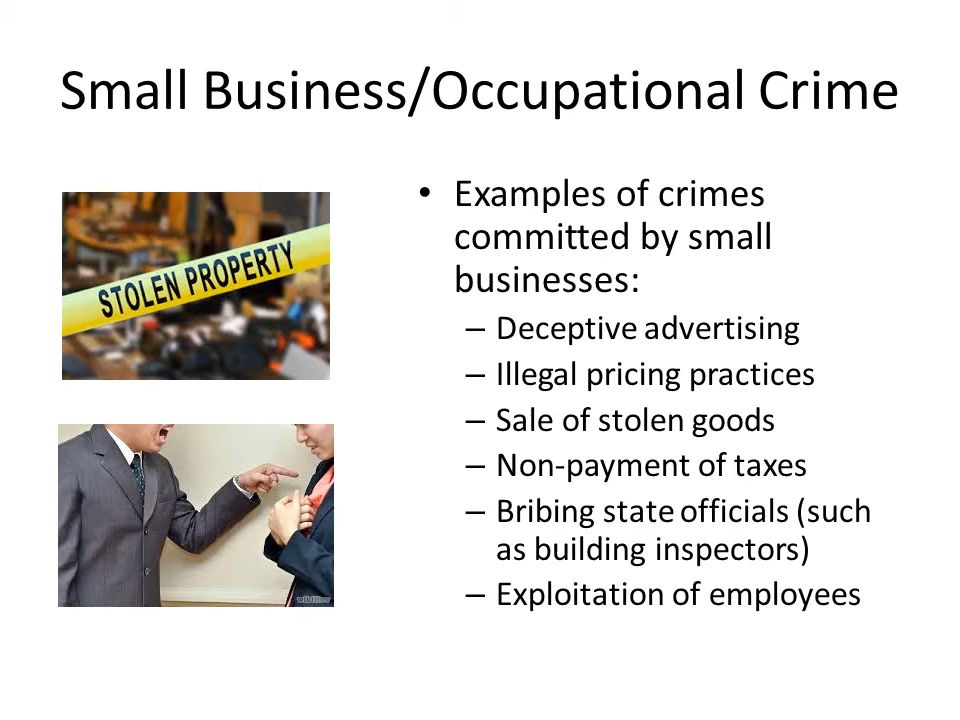 Small Business/Occupational Crime
STOLEN PROPERTY
• Examples of crimes
committed by small
businesses:
– Deceptive advertising
– Illegal pricing practices
– Sale of stolen goods
– Non-payment of taxes
– Bribing state officials (such
as building inspectors)
– Exploitation of employees
wikiHow